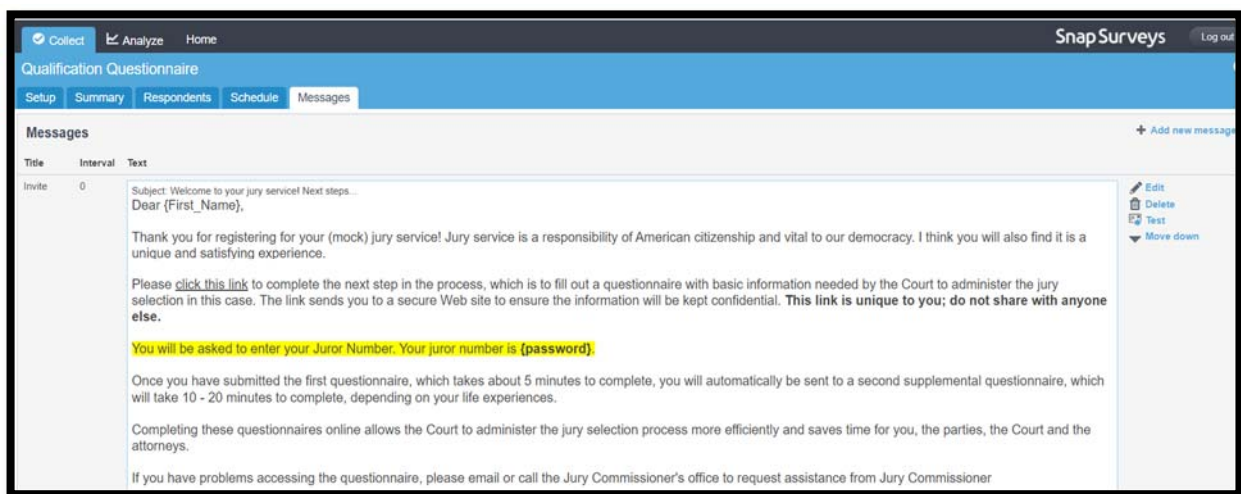 Collect Analyze Home Snap Surveys Log out
Qualification Questionnaire
Setup Summary Respondents Schedule Messages
Messages + Add new message
Title Interval Text
Invite 0 Subject: Welcome to your jury service! Next steps... Edit
Dear {First_Name}, Delete
Test
Thank you for registering for your (mock) jury service! Jury service is a responsibility of American citizenship and vital to our democracy. I think you will also find it is a Move down
unique and satisfying experience.
Please click this link to complete the next step in the process, which is to fill out a questionnaire with basic information needed by the Court to administer the jury
selection in this case. The link sends you to a secure Web site to ensure the information will be kept confidential. This link is unique to you; do not share with anyone
else.
You will be asked to enter your Juror Number. Your juror number is {password}.
Once you have submitted the first questionnaire, which takes about 5 minutes to complete, you will automatically be sent to a second supplemental questionnaire, which
will take 10 - 20 minutes to complete, depending on your life experiences.
Completing these questionnaires online allows the Court to administer the jury selection process more efficiently and saves time for you, the parties, the Court and the
attorneys.
If you have problems accessing the questionnaire, please email or call the Jury Commissioner's office to request assistance from Jury Commissioner